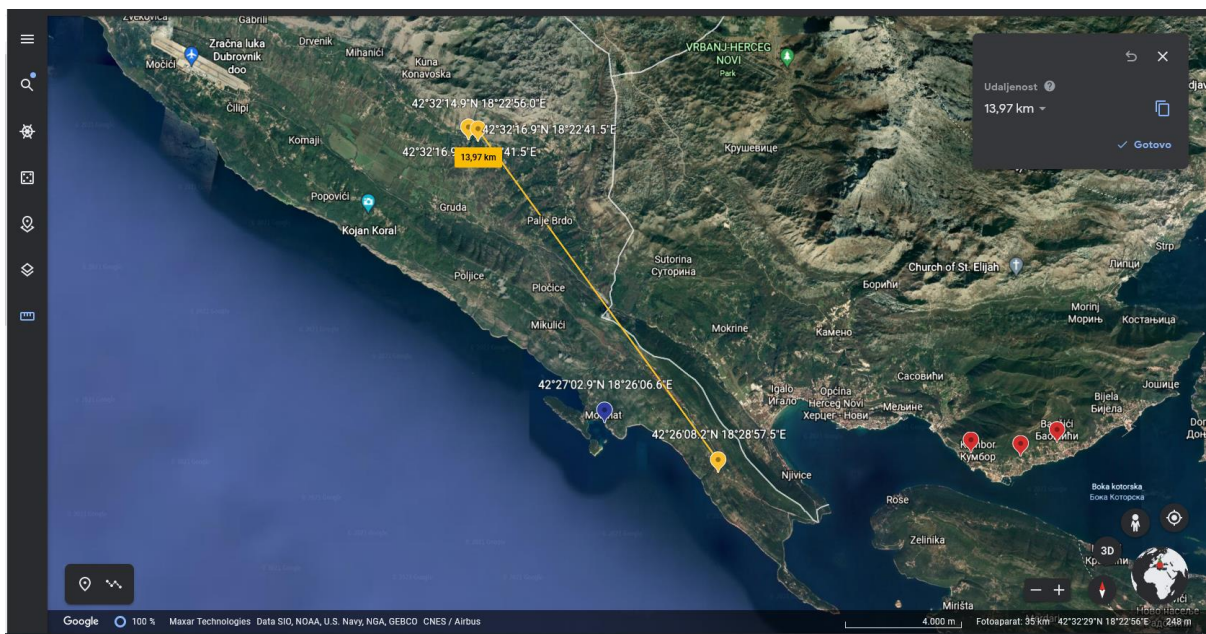 Zvekovica
Gabrili
Zračna luka
Dubrovnik
doo
Močići
Drvenik
Mihanići
Kuna
Konavoska
VRBANJ-HERCEG
NOVI
Park
Udaljenost
13,97 km
Gotovo
Čilipi
42°32'14.9"N 18°22'56.0"E
42°32'16.9"N 18°22'41.5"E
13,97 km
Komaji
Крушевице
Popovići
Kojan Koral
Gruda
Palje Brdo
Sutorina
Суторина
Church of St. Elijah
Strp
Липци
Poljice
Pločice
Борићи
Morinj
Морињ
Костањица
Mikulići
Mokrine
Камено
Сасовићи
Јошице
42°27'02.9"N 18°26'06.6"E
Igalo
Игало
Općina
Herceg Novi
Херцег - Нови
Мељине
Bijela
Бијела
42°26'08.2"N 18°28'57.5"E
Кумбор
Njivice
Boka kotorska
Бока Которска
Rose
Zelinika
3D
Mirišta
Google
100 %
Maxar Technologies Data SIO, NOAA, U.S. Navy, NGA, GEBCO CNES / Airbus
4.000 m
Fotoaparat: 35 km
42°32'29"N 18°22'56"E
248 m